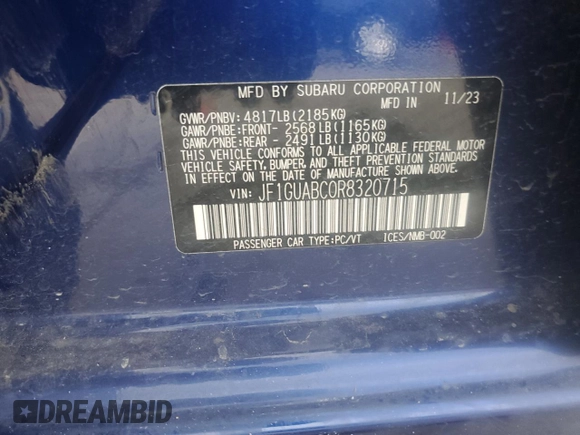 MFD BY SUBARU CORPORATION
GVWR/PNBV: 4817LB(2185KG) MFD IN 11/23
GAWR/PNBE:FRONT- 2568LB(1165KG)
GAWR/PNBE:REAR - 2491LB(1130KG)
THIS VEHICLE CONFORMS TO ALL APPLICABLE FEDERAL MOTOR
VEHICLE SAFETY, BUMPER, AND THEFT PREVENTION STANDARDS
IN EFFECT ON THE DATE OF MANUFACTURE SHOWN ABOVE.
VIN: JF1GUABC0R8320715
PASSENGER CAR TYPE:PC/VT ICES/NMB-002
DREAMBID